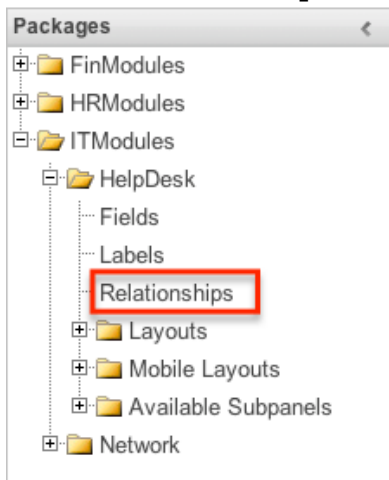 Packages
FinModules
HRModules
ITModules
HelpDesk
Fields
Labels
Relationships
Layouts
Mobile Layouts
Available Subpanels
Network